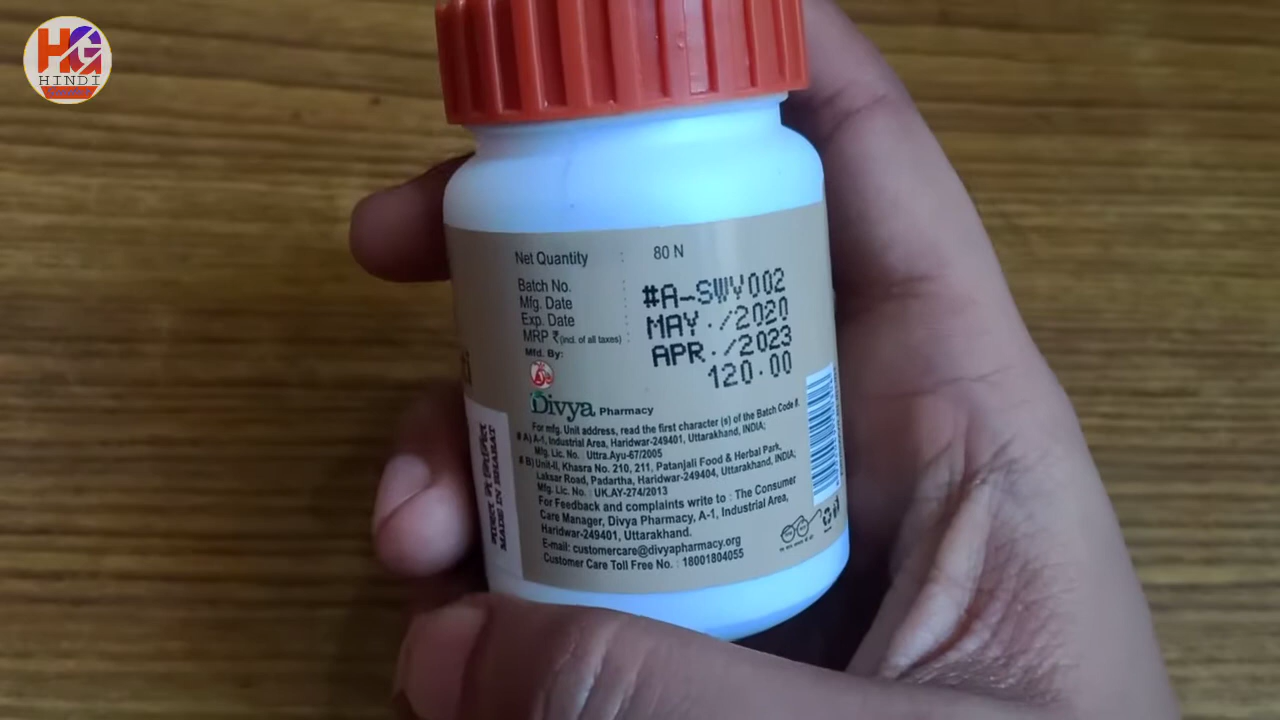 HG
HINDI
Net Quantity : 80 N
Batch No. : #A-SWY002
Mfg. Date : MAY./2020
Exp. Date : APR./2023
MRP ₹(incl. of all taxes) : 120.00
Mfd. By:
Divya Pharmacy
For mfg. Unit address, read the first character (s) of the Batch Code #.
# A) A-1, Industrial Area, Haridwar-249401, Uttarakhand, INDIA;
Mfg. Lic. No. Uttra.Ayu-67/2005
# B) Unit-II, Khasra No. 210, 211, Patanjali Food & Herbal Park,
Laksar Road, Padartha, Haridwar-249404, Uttarakhand, INDIA;
Mfg. Lic. No. : UK.AY-274/2013
For Feedback and complaints write to : The Consumer
Care Manager, Divya Pharmacy, A-1, Industrial Area,
Haridwar-249401, Uttarakhand.
E-mail: customercare@divyapharmacy.org
Customer Care Toll Free No. : 18001804055
MADE IN BHARAT